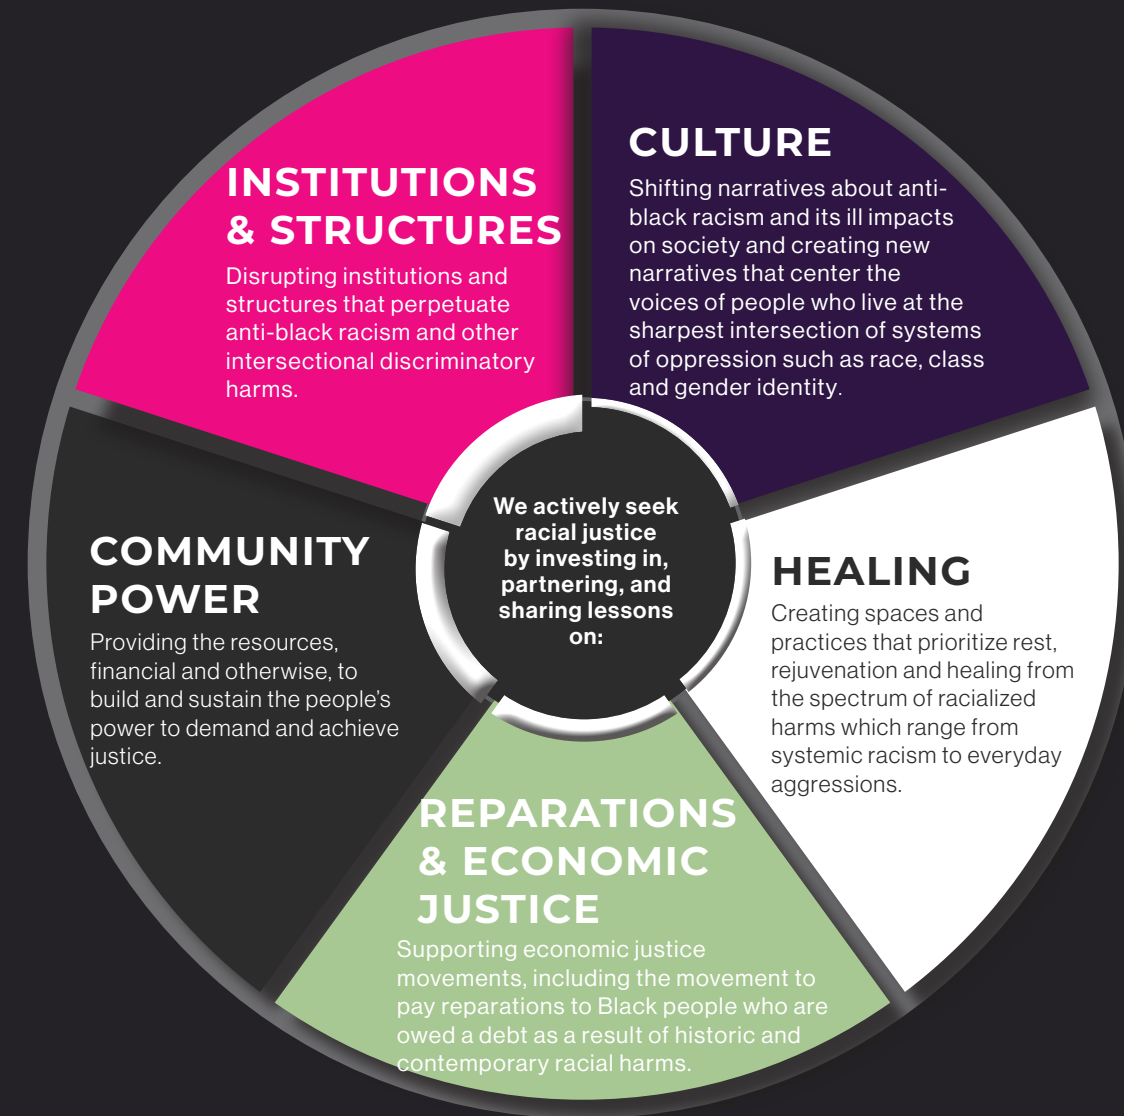 INSTITUTIONS
& STRUCTURES
Disrupting institutions and
structures that perpetuate
anti-black racism and other
intersectional discriminatory
harms.
CULTURE
Shifting narratives about anti-
black racism and its ill impacts
on society and creating new
narratives that center the
voices of people who live at the
sharpest intersection of systems
of oppression such as race, class
and gender identity.
We actively seek
racial justice
by investing in,
partnering, and
sharing lessons
on:
COMMUNITY
POWER
Providing the resources,
financial and otherwise, to
build and sustain the people’s
power to demand and achieve
justice.
HEALING
Creating spaces and
practices that prioritize rest,
rejuvenation and healing from
the spectrum of racialized
harms which range from
systemic racism to everyday
aggressions.
REPARATIONS
& ECONOMIC
JUSTICE
Supporting economic justice
movements, including the movement to
pay reparations to Black people who are
owed a debt as a result of historic and
contemporary racial harms.